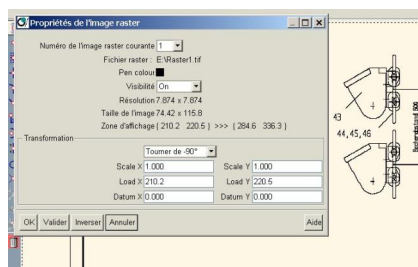 Propriétés de l'image raster
Numéro de l'image raster courante 1
Fichier raster : E:\Raster1.tif
Pen colour
Visibilité On
Résolution 7.874 x 7.874
Taille de l'image 74.42 x 115.8
Zone d'affichage ( 210.2 220.5 ) >>> ( 284.6 336.3 )
Transformation
Tourner de -90°
Scale X 1.000 Scale Y 1.000
Load X 210.2 Load Y 220.5
Datum X 0.000 Datum Y 0.000
OK Valider Inverser Annuler Aide
43
44,45,46